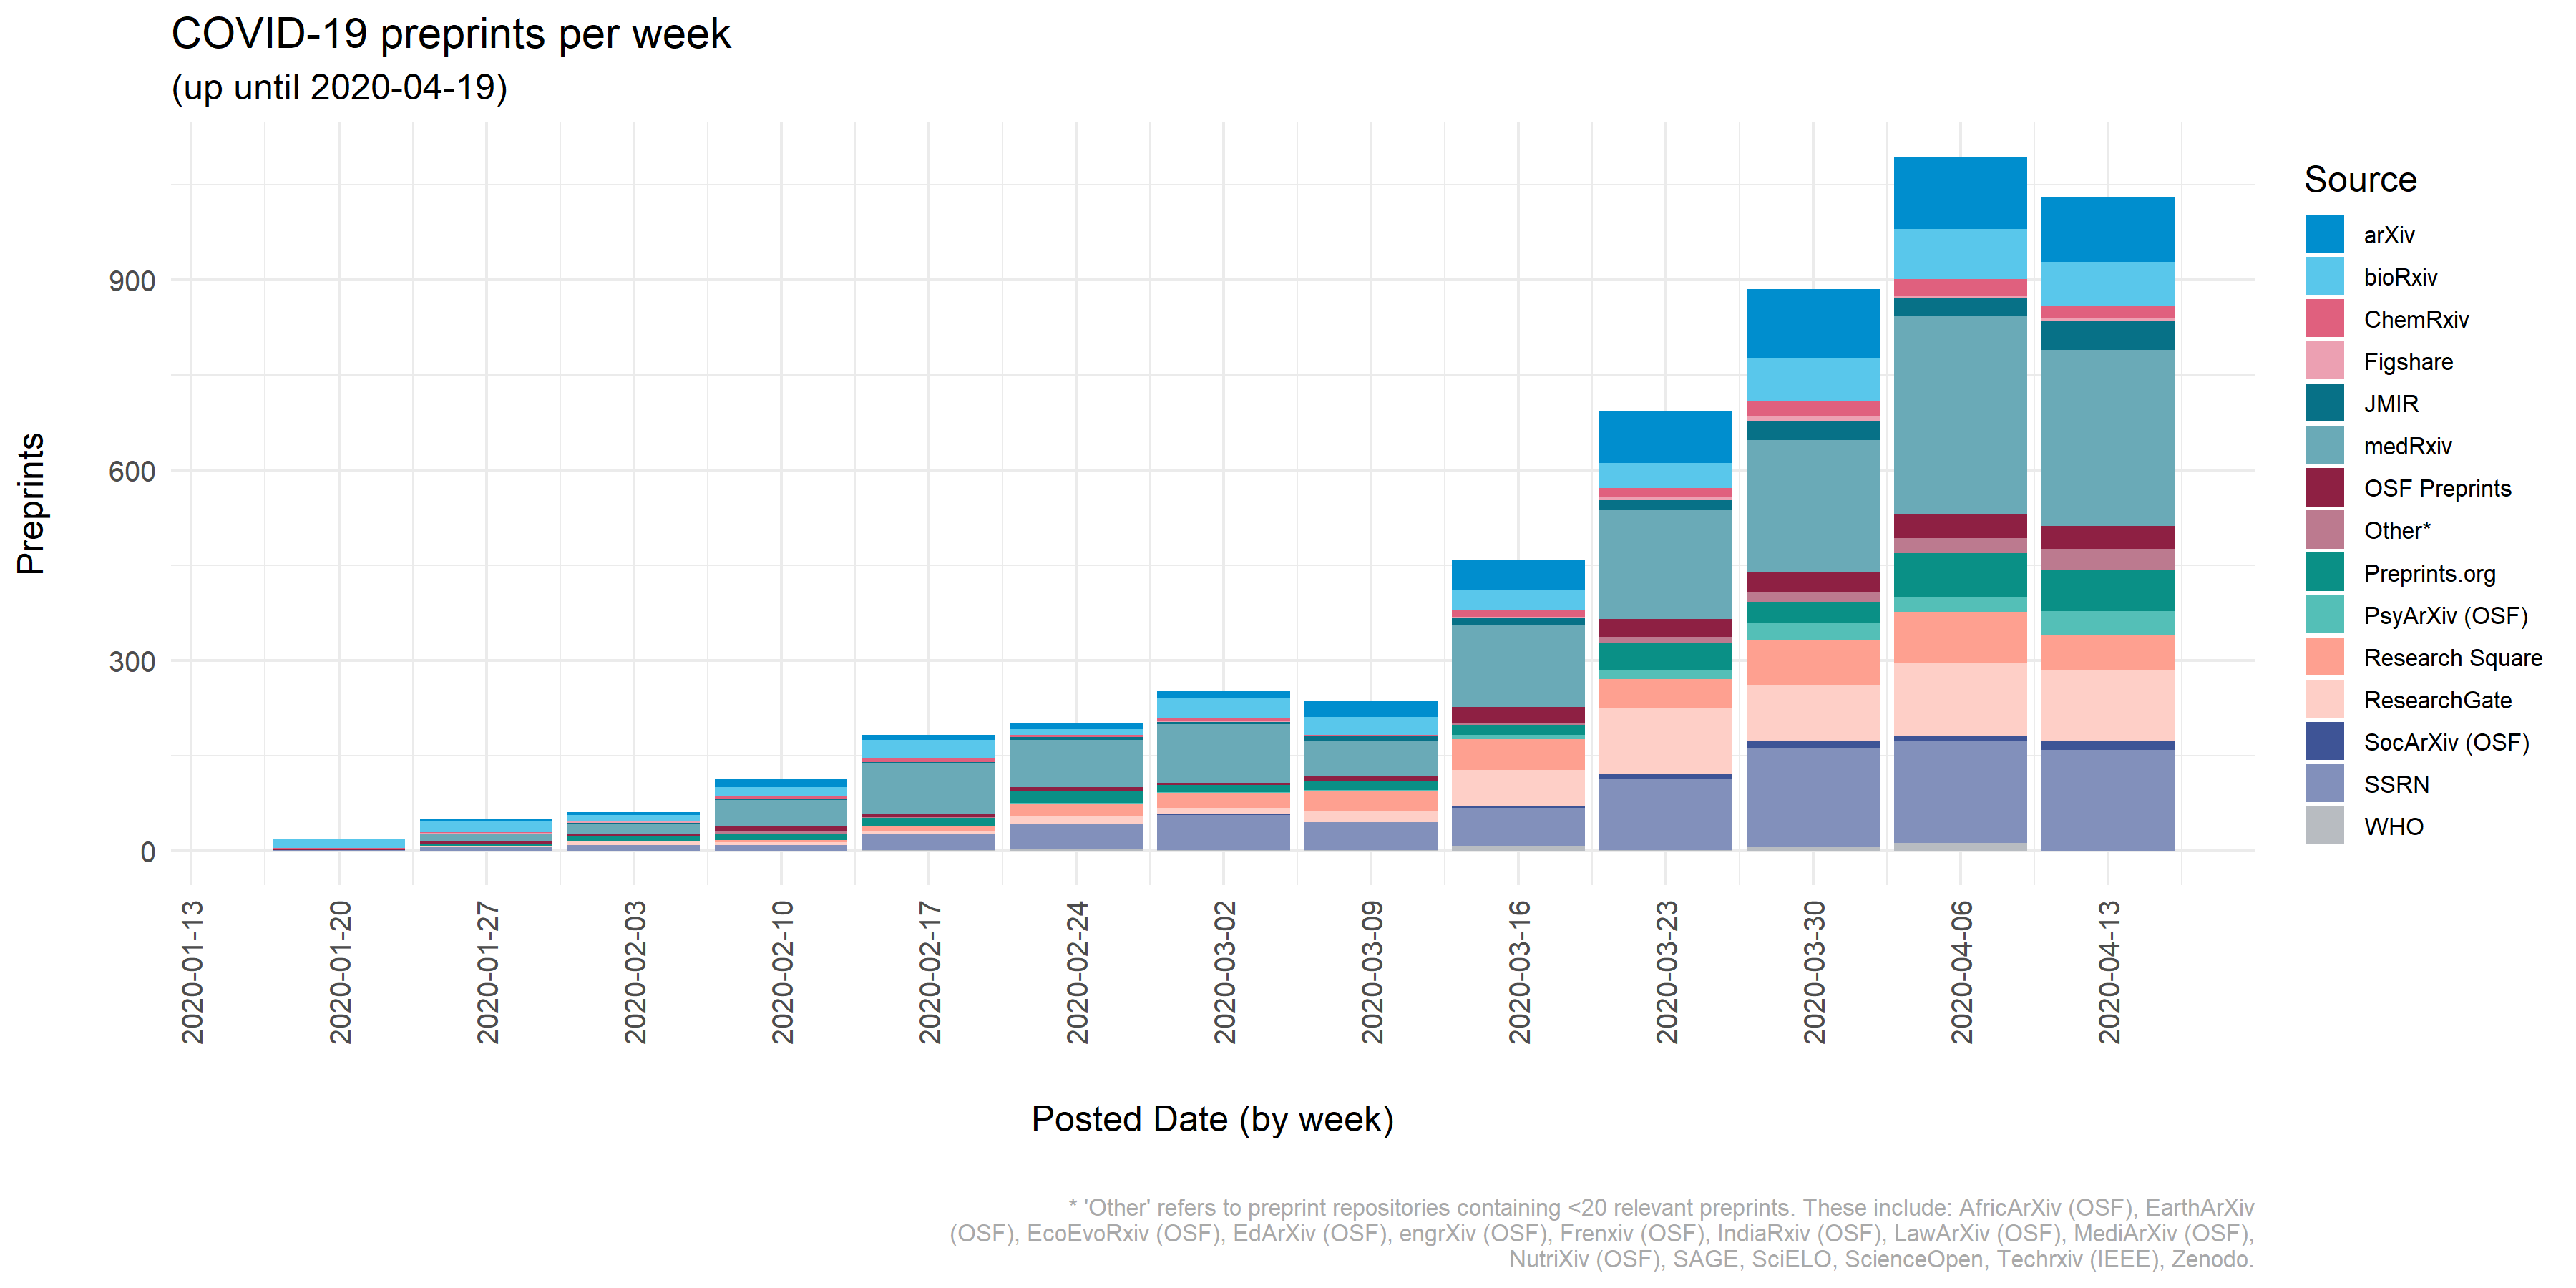 COVID-19 preprints per week
(up until 2020-04-19)
Preprints
900
600
300
0
2020-01-13
2020-01-20
2020-01-27
2020-02-03
2020-02-10
2020-02-17
2020-02-24
2020-03-02
2020-03-09
2020-03-16
2020-03-23
2020-03-30
2020-04-06
2020-04-13
Posted Date (by week)
Source
arXiv
bioRxiv
ChemRxiv
Figshare
JMIR
medRxiv
OSF Preprints
Other*
Preprints.org
PsyArXiv (OSF)
Research Square
ResearchGate
SocArXiv (OSF)
SSRN
WHO
* 'Other' refers to preprint repositories containing <20 relevant preprints. These include: AfricArXiv (OSF), EarthArXiv
(OSF), EcoEvoRxiv (OSF), EdArXiv (OSF), engrXiv (OSF), Frenxiv (OSF), IndiaRxiv (OSF), LawArXiv (OSF), MediArXiv (OSF),
NutriXiv (OSF), SAGE, SciELO, ScienceOpen, Techrxiv (IEEE), Zenodo.